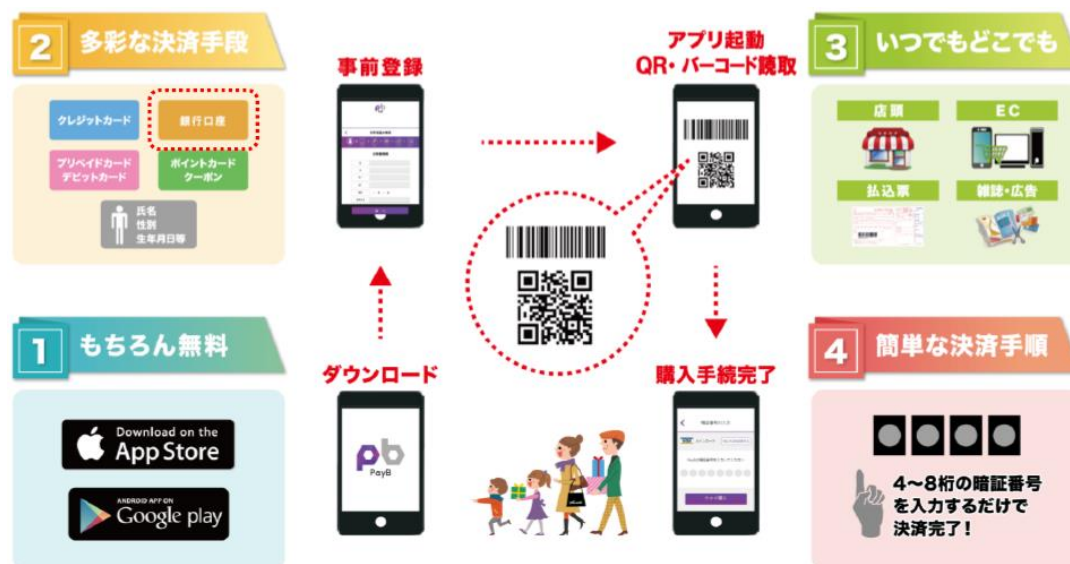 2 多彩な決済手段
クレジットカード
銀行口座
プリペイドカード
デビットカード
ポイントカード
クーポン
氏名
性別
生年月日等
事前登録
アプリ起動
QR・バーコード読取
3 いつでもどこでも
店頭
EC
払込票
雑誌・広告
1 もちろん無料
Download on the
App Store
ANDROID APP ON
Google play
ダウンロード
pb
PayB
購入手続完了
4 簡単な決済手順
4〜8桁の暗証番号
を入力するだけで
決済完了!